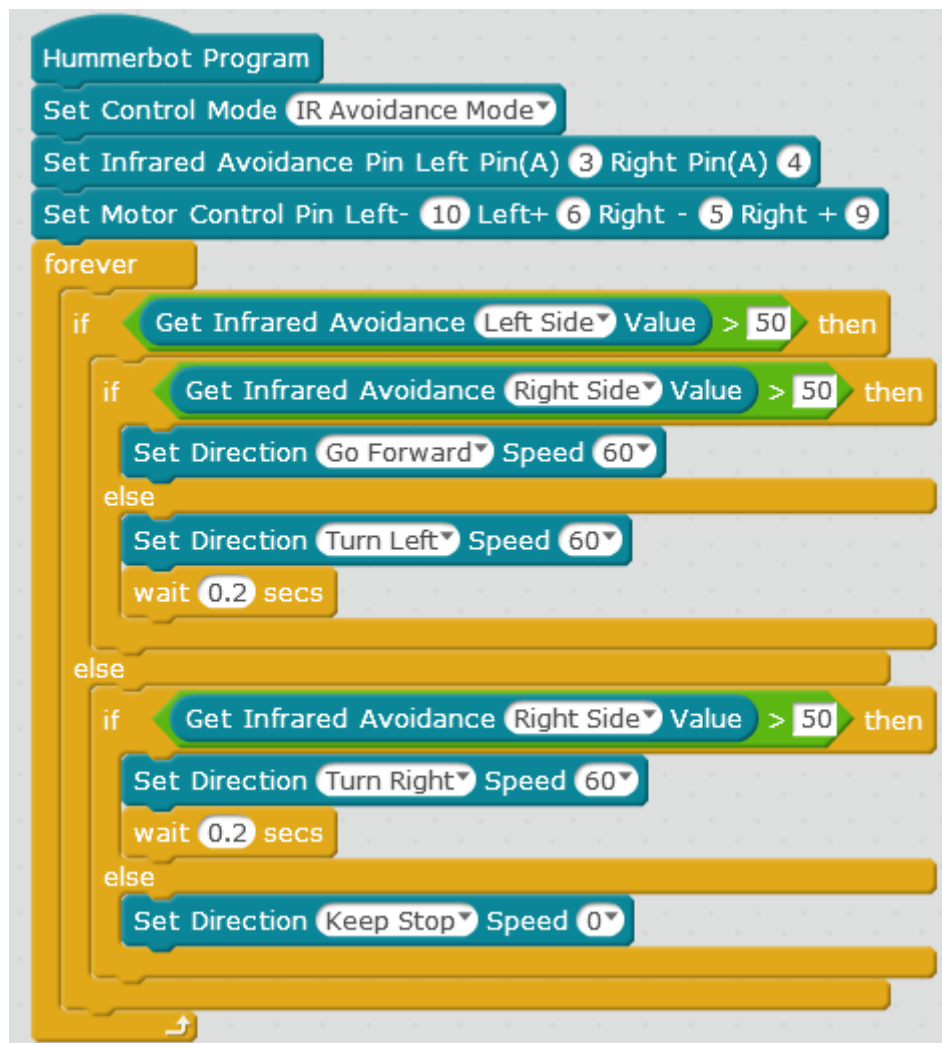 Hummerbot Program
Set Control Mode IR Avoidance Mode
Set Infrared Avoidance Pin Left Pin(A) 3 Right Pin(A) 4
Set Motor Control Pin Left- 10 Left+ 6 Right - 5 Right + 9
forever
if Get Infrared Avoidance Left Side Value > 50 then
if Get Infrared Avoidance Right Side Value > 50 then
Set Direction Go Forward Speed 60
else
Set Direction Turn Left Speed 60
wait 0.2 secs
else
if Get Infrared Avoidance Right Side Value > 50 then
Set Direction Turn Right Speed 60
wait 0.2 secs
else
Set Direction Keep Stop Speed 0